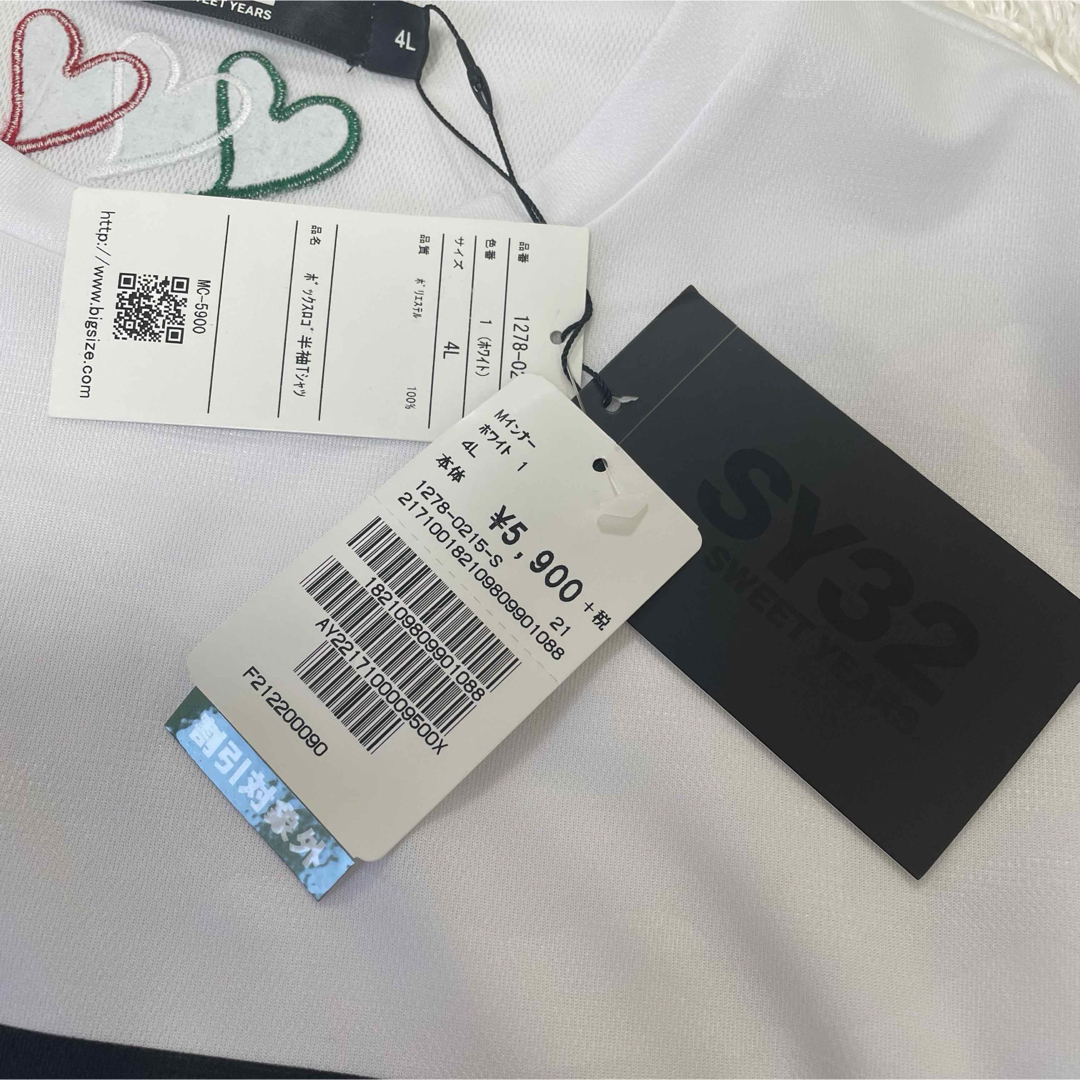 SWEET YEARS
4L
品番 1278-02
色番 1 (ﾎﾜｲﾄ)
サイズ 4L
品質 ﾎﾟﾘｴｽﾃﾙ 100%
品名 ﾎﾞｯｸｽﾛｺﾞ半袖Tｼｬﾂ
MC-5900
http://www.bigsize.com
Mインナー
ホワイト 1
4L
本体 ¥5,900 +税
1278-0215-S 21
217100182109809901088
182109809901088
AY2217100009500X
F212200090
割引対象外
SY32
SWEET YEARS